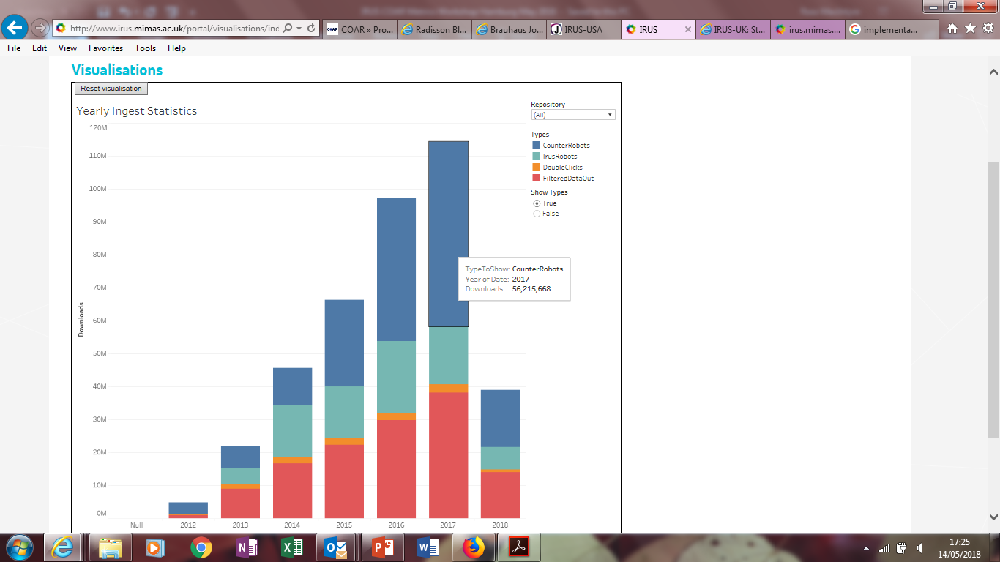 http://www.irus.mimas.ac.uk/portal/visualisations/inc
COAR » Pro...
Radisson Bl...
Brauhaus Jo...
IRUS-USA
IRUS
IRUS-UK: St...
irus.mimas....
implementa...
File Edit View Favorites Tools Help
Visualisations
Reset visualisation
Yearly Ingest Statistics
Repository
(All)
Types
CounterRobots
IrusRobots
DoubleClicks
FilteredDataOut
Show Types
True
False
120M
110M
100M
90M
80M
70M
60M
50M
40M
30M
20M
10M
0M
Downloads
TypeToShow: CounterRobots
Year of Date: 2017
Downloads: 56,215,668
Null 2012 2013 2014 2015 2016 2017 2018
17:25
14/05/2018